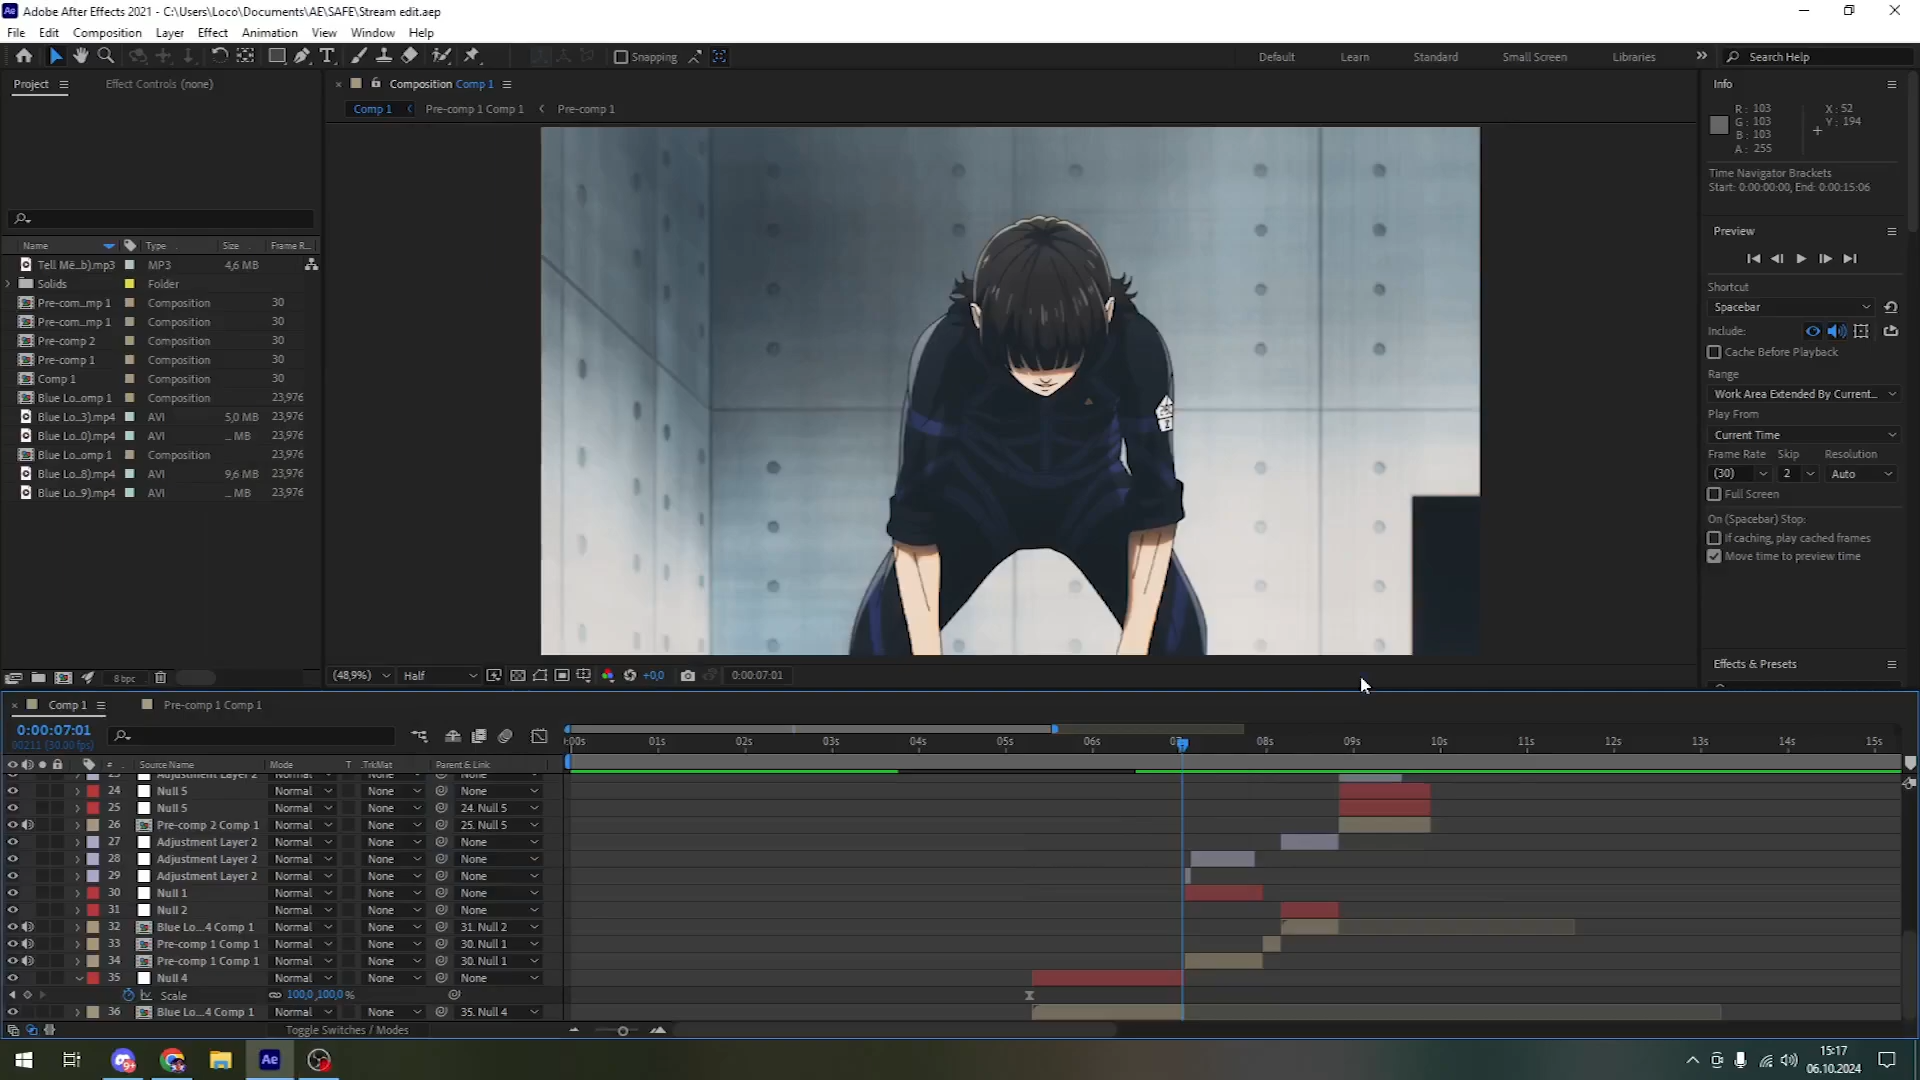 Adobe After Effects 2021 - C:\Users\Loco\Documents\AE\SAFE\Stream edit.aep
File Edit Composition Layer Effect Animation View Window Help
Snapping
Default Learn Standard Small Screen Libraries
Search Help
Project
Effect Controls (none)
Composition Comp 1
Comp 1 Pre-comp 1 Comp 1 Pre-comp 1
Name Type Size Frame R...
Tell Më...b).mp3 MP3 4,6 MB
Solids Folder
Pre-com...mp 1 Composition 30
Pre-com...mp 1 Composition 30
Pre-comp 2 Composition 30
Pre-comp 1 Composition 30
Comp 1 Composition 30
Blue Lo...omp 1 Composition 23,976
Blue Lo...3).mp4 AVI 5,0 MB 23,976
Blue Lo...0).mp4 AVI ... MB 23,976
Blue Lo...omp 1 Composition 23,976
Blue Lo...8).mp4 AVI 9,6 MB 23,976
Blue Lo...9).mp4 AVI ... MB 23,976
8 bpc
(48,9%) Half +0,0 0:00:07:01
Info
R: 103 X: 52
G: 103 Y: 194
B: 103
A: 255
Time Navigator Brackets
Start: 0:00:00:00, End: 0:00:15:06
Preview
Shortcut
Spacebar
Include:
Cache Before Playback
Range
Work Area Extended By Current...
Play From
Current Time
Frame Rate Skip Resolution
(30) 2 Auto
Full Screen
On (Spacebar) Stop:
If caching, play cached frames
Move time to preview time
Effects & Presets
Comp 1 Pre-comp 1 Comp 1
0:00:07:01
00211 (30.00 fps)
:00s 01s 02s 03s 04s 05s 06s 08s 09s 10s 11s 12s 13s 14s 15s
# Source Name Mode T .TrkMat Parent & Link
Adjustment Layer 2 Normal None None
24 Null 5 Normal None None
25 Null 5 Normal None 24. Null 5
26 Pre-comp 2 Comp 1 Normal None 25. Null 5
27 Adjustment Layer 2 Normal None None
28 Adjustment Layer 2 Normal None None
29 Adjustment Layer 2 Normal None None
30 Null 1 Normal None None
31 Null 2 Normal None None
32 Blue Lo...4 Comp 1 Normal None 31. Null 2
33 Pre-comp 1 Comp 1 Normal None 30. Null 1
34 Pre-comp 1 Comp 1 Normal None 30. Null 1
35 Null 4 Normal None None
Scale 100,0,100,0%
36 Blue Lo...4 Comp 1 Normal None 35. Null 4
Toggle Switches / Modes
Ae
15:17
06.10.2024